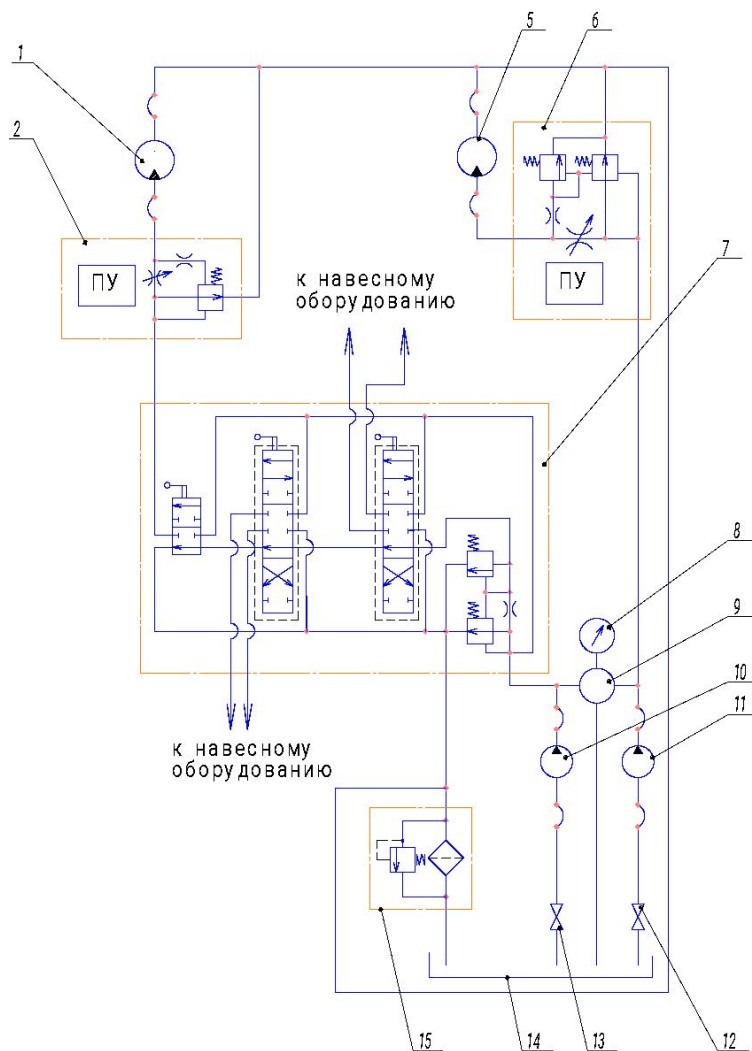 1
5
6
2
7
ПУ
к навесному
оборудованию
ПУ
8
9
10
11
к навесному
оборудованию
15
14
13
12